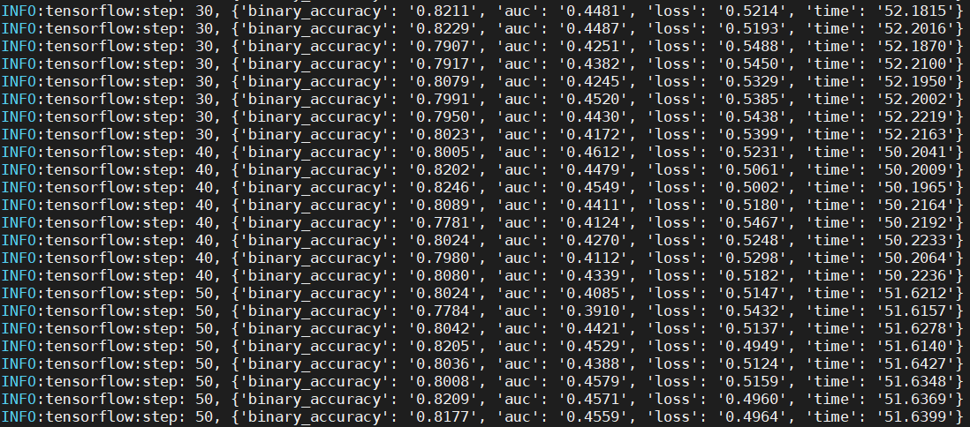 INFO:tensorflow:step: 30, {'binary_accuracy': '0.8211', 'auc': '0.4481', 'loss': '0.5214', 'time': '52.1815'}
INFO:tensorflow:step: 30, {'binary_accuracy': '0.8229', 'auc': '0.4487', 'loss': '0.5193', 'time': '52.2016'}
INFO:tensorflow:step: 30, {'binary_accuracy': '0.7907', 'auc': '0.4251', 'loss': '0.5488', 'time': '52.1870'}
INFO:tensorflow:step: 30, {'binary_accuracy': '0.7917', 'auc': '0.4382', 'loss': '0.5450', 'time': '52.2100'}
INFO:tensorflow:step: 30, {'binary_accuracy': '0.8079', 'auc': '0.4245', 'loss': '0.5329', 'time': '52.1950'}
INFO:tensorflow:step: 30, {'binary_accuracy': '0.7991', 'auc': '0.4520', 'loss': '0.5385', 'time': '52.2002'}
INFO:tensorflow:step: 30, {'binary_accuracy': '0.7950', 'auc': '0.4430', 'loss': '0.5438', 'time': '52.2219'}
INFO:tensorflow:step: 30, {'binary_accuracy': '0.8023', 'auc': '0.4172', 'loss': '0.5399', 'time': '52.2163'}
INFO:tensorflow:step: 40, {'binary_accuracy': '0.8005', 'auc': '0.4612', 'loss': '0.5231', 'time': '50.2041'}
INFO:tensorflow:step: 40, {'binary_accuracy': '0.8202', 'auc': '0.4479', 'loss': '0.5061', 'time': '50.2009'}
INFO:tensorflow:step: 40, {'binary_accuracy': '0.8246', 'auc': '0.4549', 'loss': '0.5002', 'time': '50.1965'}
INFO:tensorflow:step: 40, {'binary_accuracy': '0.8089', 'auc': '0.4411', 'loss': '0.5180', 'time': '50.2164'}
INFO:tensorflow:step: 40, {'binary_accuracy': '0.7781', 'auc': '0.4124', 'loss': '0.5467', 'time': '50.2192'}
INFO:tensorflow:step: 40, {'binary_accuracy': '0.8024', 'auc': '0.4270', 'loss': '0.5248', 'time': '50.2233'}
INFO:tensorflow:step: 40, {'binary_accuracy': '0.7980', 'auc': '0.4112', 'loss': '0.5298', 'time': '50.2064'}
INFO:tensorflow:step: 40, {'binary_accuracy': '0.8080', 'auc': '0.4339', 'loss': '0.5182', 'time': '50.2236'}
INFO:tensorflow:step: 50, {'binary_accuracy': '0.8024', 'auc': '0.4085', 'loss': '0.5147', 'time': '51.6212'}
INFO:tensorflow:step: 50, {'binary_accuracy': '0.7784', 'auc': '0.3910', 'loss': '0.5432', 'time': '51.6157'}
INFO:tensorflow:step: 50, {'binary_accuracy': '0.8042', 'auc': '0.4421', 'loss': '0.5137', 'time': '51.6278'}
INFO:tensorflow:step: 50, {'binary_accuracy': '0.8205', 'auc': '0.4529', 'loss': '0.4949', 'time': '51.6140'}
INFO:tensorflow:step: 50, {'binary_accuracy': '0.8036', 'auc': '0.4388', 'loss': '0.5124', 'time': '51.6427'}
INFO:tensorflow:step: 50, {'binary_accuracy': '0.8008', 'auc': '0.4579', 'loss': '0.5159', 'time': '51.6348'}
INFO:tensorflow:step: 50, {'binary_accuracy': '0.8209', 'auc': '0.4571', 'loss': '0.4960', 'time': '51.6369'}
INFO:tensorflow:step: 50, {'binary_accuracy': '0.8177', 'auc': '0.4559', 'loss': '0.4964', 'time': '51.6399'}